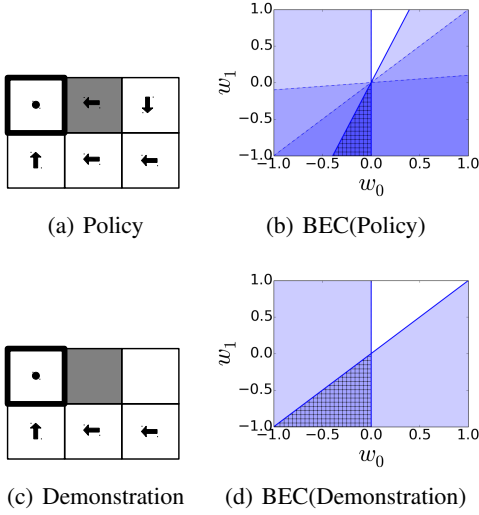 1.0
0.5
0.0
−0.5
−1.0
w₁
−1.0 −0.5 0.0 0.5 1.0
w₀
(a) Policy
(b) BEC(Policy)
1.0
0.5
0.0
−0.5
−1.0
w₁
−1.0 −0.5 0.0 0.5 1.0
w₀
(c) Demonstration
(d) BEC(Demonstration)